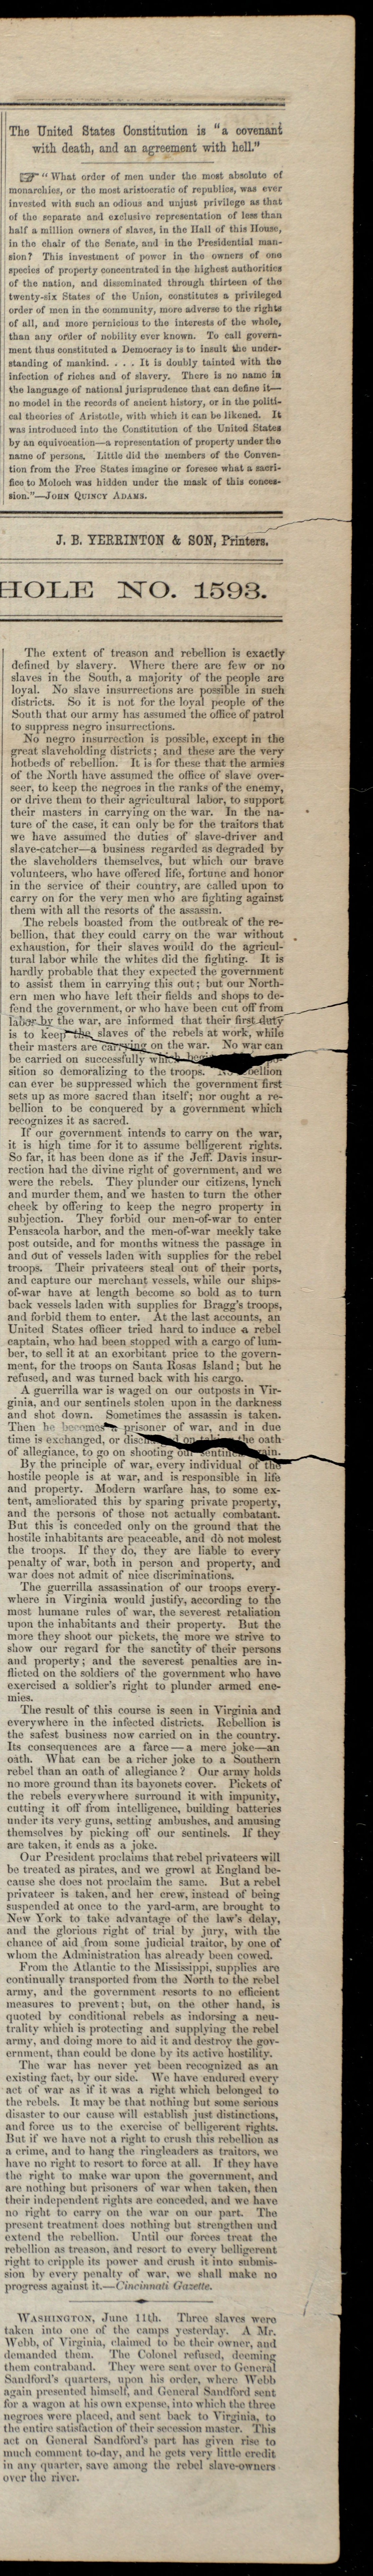 The United States Constitution is "a covenant
with death, and an agreement with hell."
☞ "What order of men under the most absolute of
monarchies, or the most aristocratic of republics, was ever
invested with such an odious and unjust privilege as that
of the separate and exclusive representation of less than
half a million owners of slaves, in the Hall of this House,
in the chair of the Senate, and in the Presidential man-
sion? This investment of power in the owners of one
species of property concentrated in the highest authorities
of the nation, and disseminated through thirteen of the
twenty-six States of the Union, constitutes a privileged
order of men in the community, more adverse to the rights
of all, and more pernicious to the interests of the whole,
than any order of nobility ever known. To call govern-
ment thus constituted a Democracy is to insult the under-
standing of mankind. . . . It is doubly tainted with the
infection of riches and of slavery. There is no name in
the language of national jurisprudence that can define it—
no model in the records of ancient history, or in the politi-
cal theories of Aristotle, with which it can be likened. It
was introduced into the Constitution of the United States
by an equivocation—a representation of property under the
name of persons. Little did the members of the Conven-
tion from the Free States imagine or foresee what a sacri-
fice to Moloch was hidden under the mask of this conces-
sion."—JOHN QUINCY ADAMS.
J. B. YERRINTON & SON, Printers.
HOLE NO. 1593.
The extent of treason and rebellion is exactly
defined by slavery. Where there are few or no
slaves in the South, a majority of the people are
loyal. No slave insurrections are possible in such
districts. So it is not for the loyal people of the
South that our army has assumed the office of patrol
to suppress negro insurrections.
No negro insurrection is possible, except in the
great slaveholding districts; and these are the very
hotbeds of rebellion. It is for these that the armies
of the North have assumed the office of slave over-
seer, to keep the negroes in the ranks of the enemy,
or drive them to their agricultural labor, to support
their masters in carrying on the war. In the na-
ture of the case, it can only be for the traitors that
we have assumed the duties of slave-driver and
slave-catcher—a business regarded as degraded by
the slaveholders themselves, but which our brave
volunteers, who have offered life, fortune and honor
in the service of their country, are called upon to
carry on for the very men who are fighting against
them with all the resorts of the assassin.
The rebels boasted from the outbreak of the re-
bellion, that they could carry on the war without
exhaustion, for their slaves would do the agricul-
tural labor while the whites did the fighting. It is
hardly probable that they expected the government
to assist them in carrying this out; but our North-
ern men who have left their fields and shops to de-
fend the government, or who have been cut off from
labor by the war, are informed that their first duty
is to keep the slaves of the rebels at work, while
their masters are carrying on the war. No war can
be carried on successfully which
sition so demoralizing to the troops. No rebellion
can ever be suppressed which the government first
sets up as more sacred than itself; nor ought a re-
bellion to be conquered by a government which
recognizes it as sacred.
If our government intends to carry on the war,
it is high time for it to assume belligerent rights.
So far, it has been done as if the Jeff. Davis insur-
rection had the divine right of government, and we
were the rebels. They plunder our citizens, lynch
and murder them, and we hasten to turn the other
cheek by offering to keep the negro property in
subjection. They forbid our men-of-war to enter
Pensacola harbor, and the men-of-war meekly take
post outside, and for months witness the passage in
and out of vessels laden with supplies for the rebel
troops. Their privateers steal out of their ports,
and capture our merchant vessels, while our ships-
of-war have at length become so bold as to turn
back vessels laden with supplies for Bragg's troops,
and forbid them to enter. At the last accounts, an
United States officer tried hard to induce a rebel
captain, who had been stopped with a cargo of lum-
ber, to sell it at an exorbitant price to the govern-
ment, for the troops on Santa Rosas Island; but he
refused, and was turned back with his cargo.
A guerrilla war is waged on our outposts in Vir-
ginia, and our sentinels stolen upon in the darkness
and shot down. Sometimes the assassin is taken.
Then he becomes a prisoner of war, and in due
time is exchanged, or on taking the oath
of allegiance, to go on shooting our sentinels again.
By the principle of war, every individual of the
hostile people is at war, and is responsible in life
and property. Modern warfare has, to some ex-
tent, ameliorated this by sparing private property,
and the persons of those not actually combatant.
But this is conceded only on the ground that the
hostile inhabitants are peaceable, and do not molest
the troops. If they do, they are liable to every
penalty of war, both in person and property, and
war does not admit of nice discriminations.
The guerrilla assassination of our troops every-
where in Virginia would justify, according to the
most humane rules of war, the severest retaliation
upon the inhabitants and their property. But the
more they shoot our pickets, the more we strive to
show our regard for the sanctity of their persons
and property; and the severest penalties are in-
flicted on the soldiers of the government who have
exercised a soldier's right to plunder armed ene-
mies.
The result of this course is seen in Virginia and
everywhere in the infected districts. Rebellion is
the safest business now carried on in the country.
Its consequences are a farce—a mere joke—an
oath. What can be a richer joke to a Southern
rebel than an oath of allegiance? Our army holds
no more ground than its bayonets cover. Pickets of
the rebels everywhere surround it with impunity,
cutting it off from intelligence, building batteries
under its very guns, setting ambushes, and amusing
themselves by picking off our sentinels. If they
are taken, it ends as a joke.
Our President proclaims that rebel privateers will
be treated as pirates, and we growl at England be-
cause she does not proclaim the same. But a rebel
privateer is taken, and her crew, instead of being
suspended at once to the yard-arm, are brought to
New York to take advantage of the law's delay,
and the glorious right of trial by jury, with the
chance of aid from some judicial traitor, by one of
whom the Administration has already been cowed.
From the Atlantic to the Mississippi, supplies are
continually transported from the North to the rebel
army, and the government resorts to no efficient
measures to prevent; but, on the other hand, is
quoted by conditional rebels as indorsing a neu-
trality which is protecting and supplying the rebel
army, and doing more to aid it and destroy the gov-
ernment, than could be done by its active hostility.
The war has never yet been recognized as an
existing fact, by our side. We have endured every
act of war as if it was a right which belonged to
the rebels. It may be that nothing but some serious
disaster to our cause will establish just distinctions,
and force us to the exercise of belligerent rights.
But if we have not a right to crush this rebellion as
a crime, and to hang the ringleaders as traitors, we
have no right to resort to force at all. If they have
the right to make war upon the government, and
are nothing but prisoners of war when taken, then
their independent rights are conceded, and we have
no right to carry on the war on our part. The
present treatment does nothing but strengthen and
extend the rebellion. Until our forces treat the
rebellion as treason, and resort to every belligerent
right to cripple its power and crush it into submis-
sion by every penalty of war, we shall make no
progress against it.—Cincinnati Gazette.
WASHINGTON, June 11th. Three slaves were
taken into one of the camps yesterday. A Mr.
Webb, of Virginia, claimed to be their owner, and
demanded them. The Colonel refused, deeming
them contraband. They were sent over to General
Sandford's quarters, upon his order, where Webb
again presented himself, and General Sandford sent
for a wagon at his own expense, into which the three
negroes were placed, and sent back to Virginia, to
the entire satisfaction of their secession master. This
act on General Sandford's part has given rise to
much comment to-day, and he gets very little credit
in any quarter, save among the rebel slave-owners
over the river.